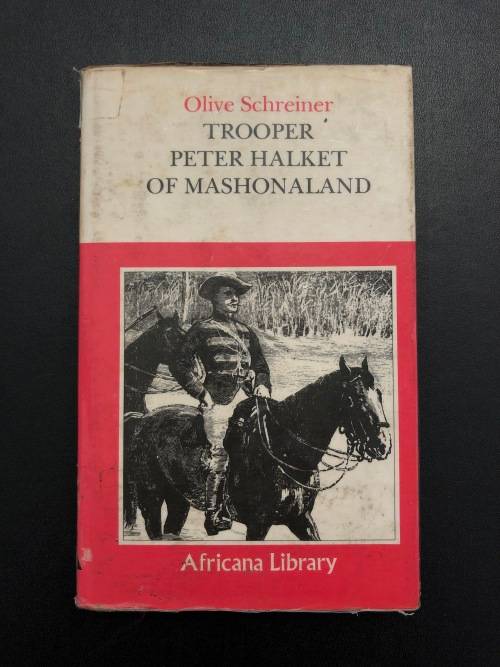 Olive Schreiner
TROOPER
PETER HALKET
OF MASHONALAND
Africana Library